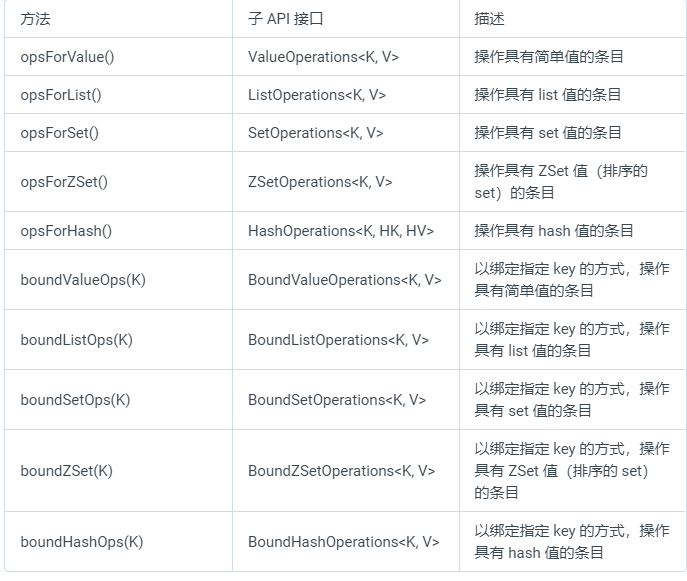 方法 子 API 接口 描述
opsForValue() ValueOperations<K, V> 操作具有简单值的条目
opsForList() ListOperations<K, V> 操作具有 list 值的条目
opsForSet() SetOperations<K, V> 操作具有 set 值的条目
opsForZSet() ZSetOperations<K, V> 操作具有 ZSet 值（排序的
set）的条目
opsForHash() HashOperations<K, HK, HV> 操作具有 hash 值的条目
boundValueOps(K) BoundValueOperations<K, V> 以绑定指定 key 的方式，操作
具有简单值的条目
boundListOps(K) BoundListOperations<K, V> 以绑定指定 key 的方式，操作
具有 list 值的条目
boundSetOps(K) BoundSetOperations<K, V> 以绑定指定 key 的方式，操作
具有 set 值的条目
boundZSet(K) BoundZSetOperations<K, V> 以绑定指定 key 的方式，操作
具有 ZSet 值（排序的 set）
的条目
boundHashOps(K) BoundHashOperations<K, V> 以绑定指定 key 的方式，操作
具有 hash 值的条目